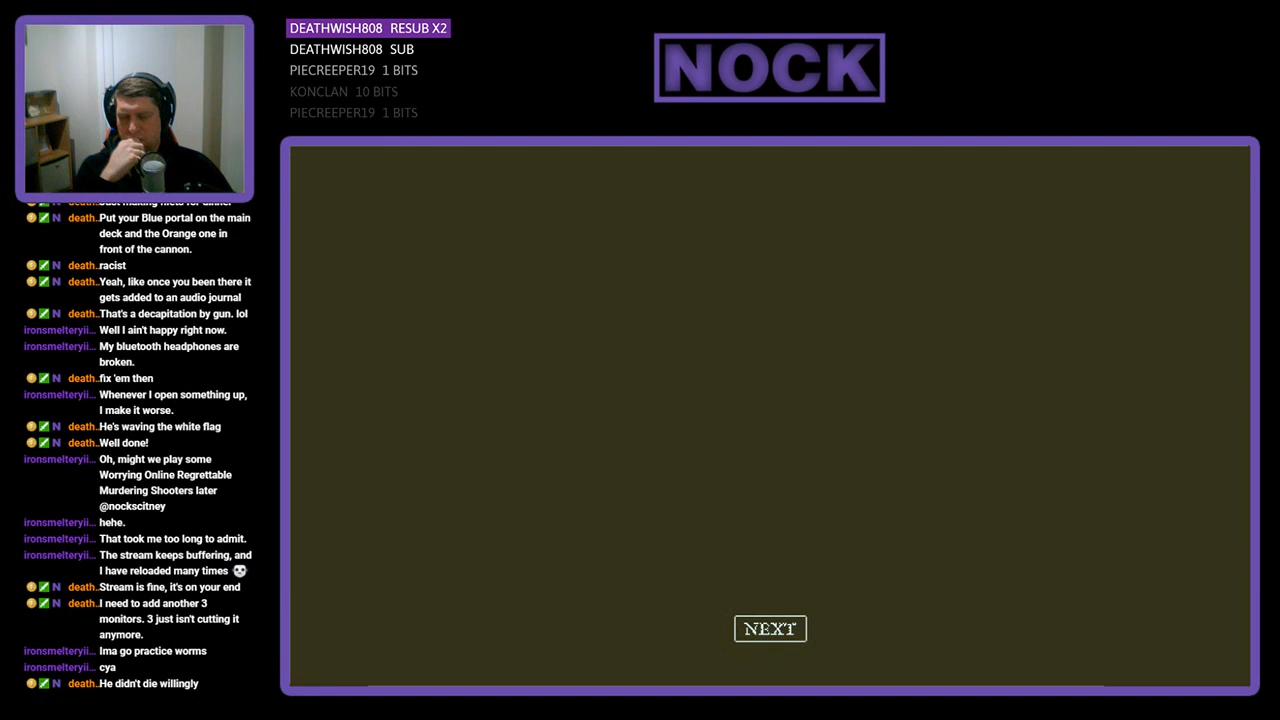 DEATHWISH808 RESUB X2
DEATHWISH808 SUB
PIECREEPER19 1 BITS
KONCLAN 10 BITS
PIECREEPER19 1 BITS
NOCK
death..
N death..Put your Blue portal on the main
deck and the Orange one in
front of the cannon.
N death..racist
N death..Yeah, like once you been there it
gets added to an audio journal
N death..That's a decapitation by gun. lol
ironsmelteryii... Well I ain't happy right now.
ironsmelteryii... My bluetooth headphones are
broken.
N death..fix 'em then
ironsmelteryii... Whenever I open something up,
I make it worse.
N death..He's waving the white flag
N death..Well done!
ironsmelteryii... Oh, might we play some
Worrying Online Regrettable
Murdering Shooters later
@nockscitney
ironsmelteryii... hehe.
ironsmelteryii... That took me too long to admit.
ironsmelteryii... The stream keeps buffering, and
I have reloaded many times
N death..Stream is fine, it's on your end
N death..I need to add another 3
monitors. 3 just isn't cutting it
anymore.
ironsmelteryii... Ima go practice worms
ironsmelteryii... cya
N death..He didn't die willingly
NEXT